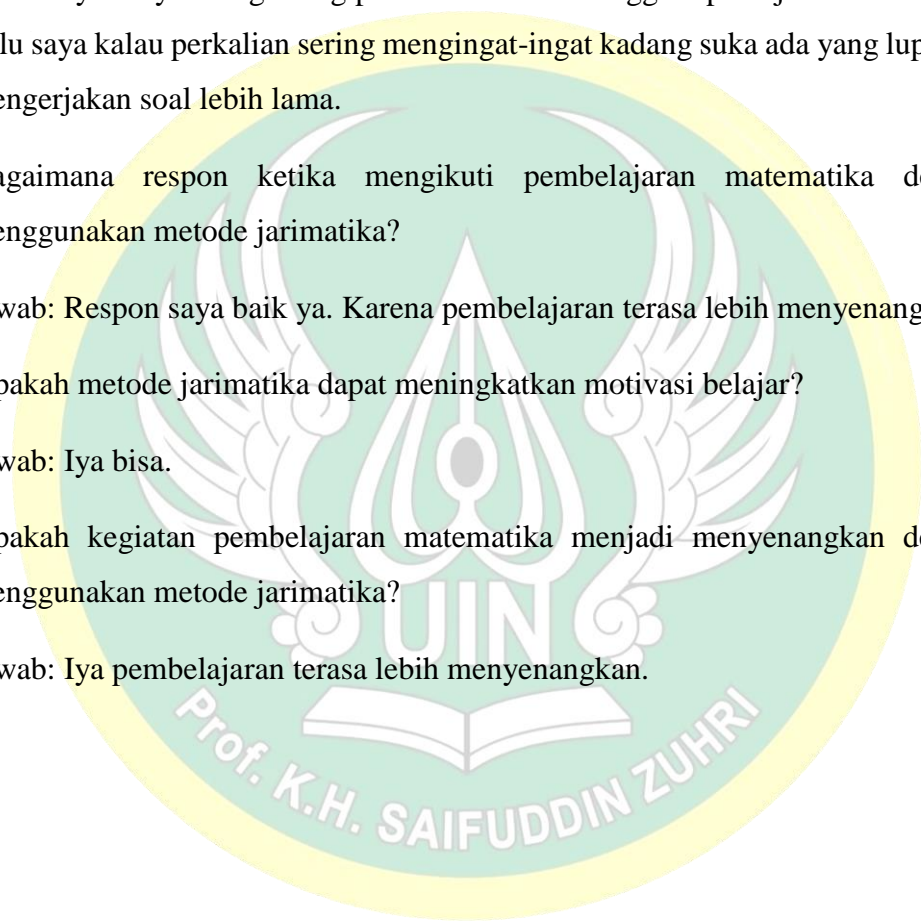 lu saya kalau perkalian sering mengingat-ingat kadang suka ada yang lup
engerjakan soal lebih lama.
agaimana respon ketika mengikuti pembelajaran matematika de
enggunakan metode jarimatika?
wab: Respon saya baik ya. Karena pembelajaran terasa lebih menyenang
pakah metode jarimatika dapat meningkatkan motivasi belajar?
wab: Iya bisa.
pakah kegiatan pembelajaran matematika menjadi menyenangkan de
enggunakan metode jarimatika?
wab: Iya pembelajaran terasa lebih menyenangkan.
UIN
Prof. K.H. SAIFUDDIN ZUHRI